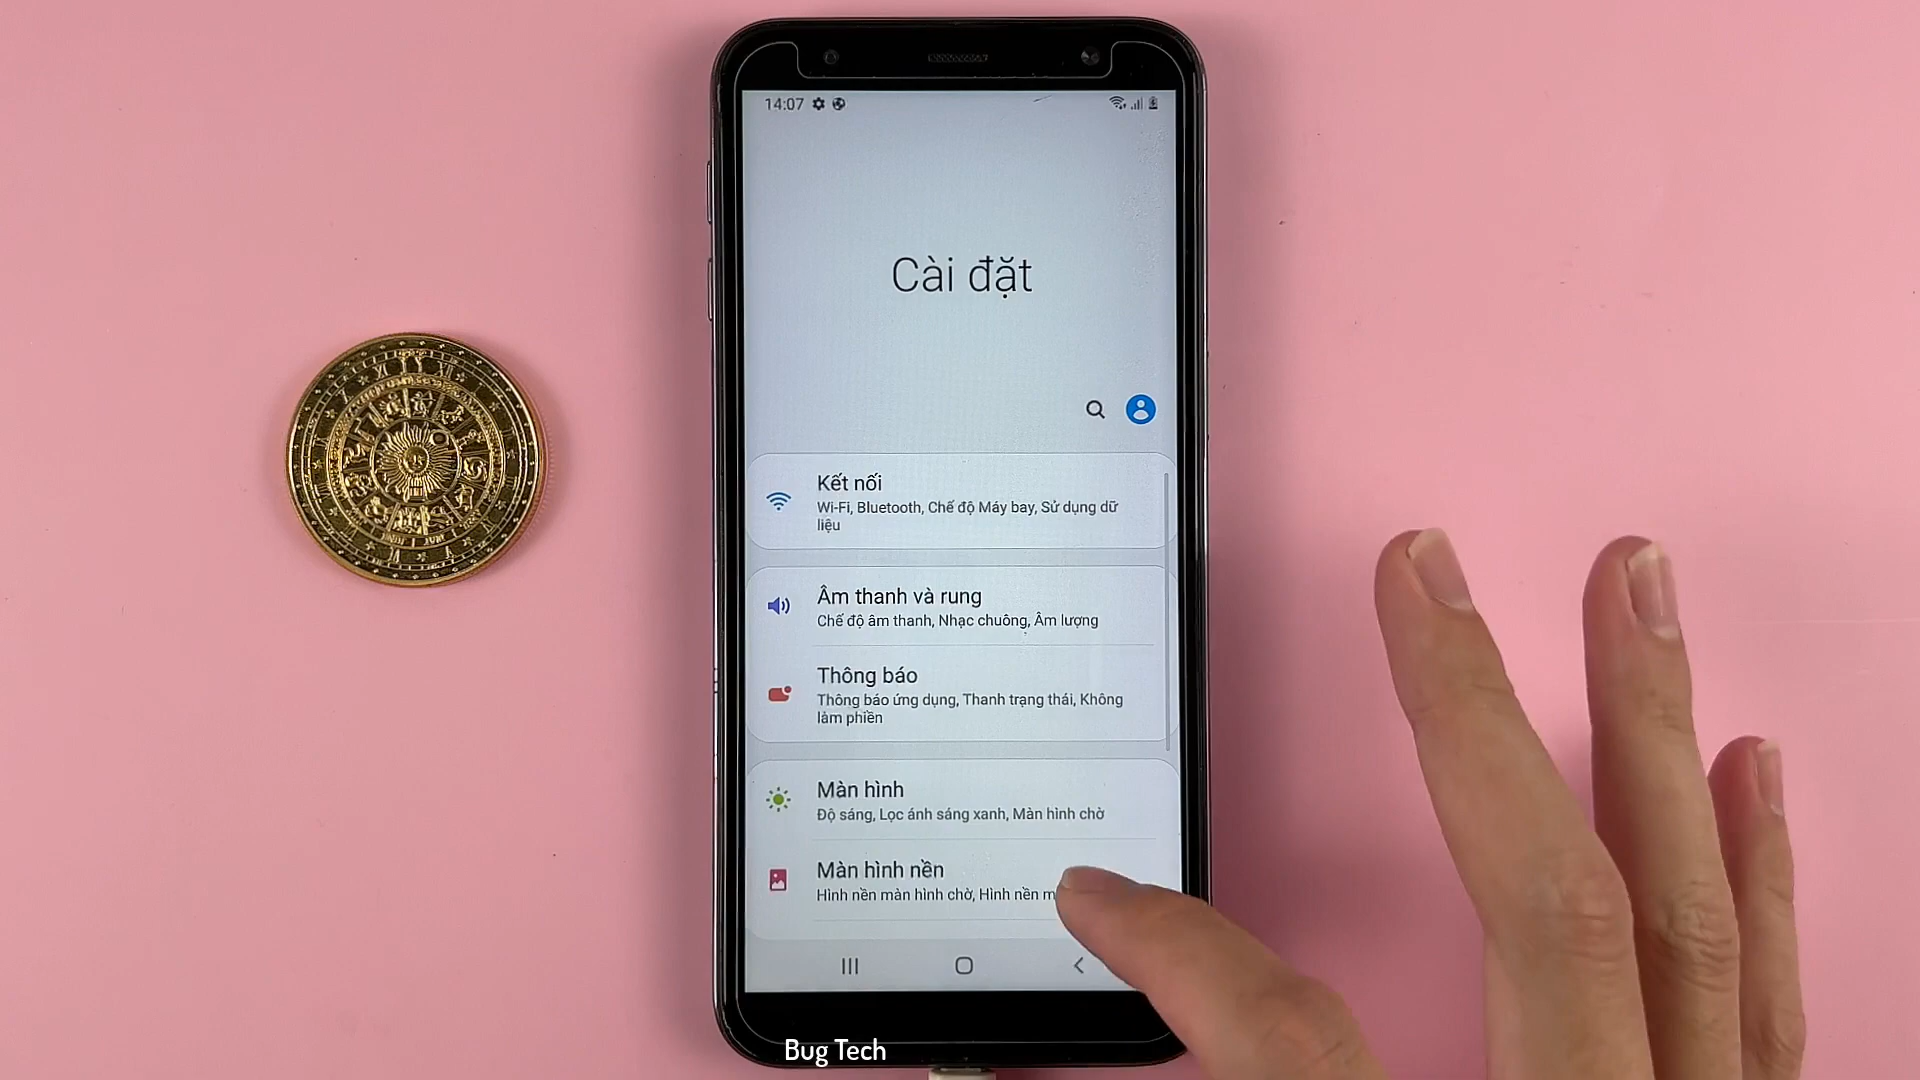 14:07
Cài đặt
Kết nối
Wi-Fi, Bluetooth, Chế độ Máy bay, Sử dụng dữ
liệu
Âm thanh và rung
Chế độ âm thanh, Nhạc chuông, Âm lượng
Thông báo
Thông báo ứng dụng, Thanh trạng thái, Không
làm phiền
Màn hình
Độ sáng, Lọc ánh sáng xanh, Màn hình chờ
Màn hình nền
Hình nền màn hình chờ, Hình nền m
Bug Tech